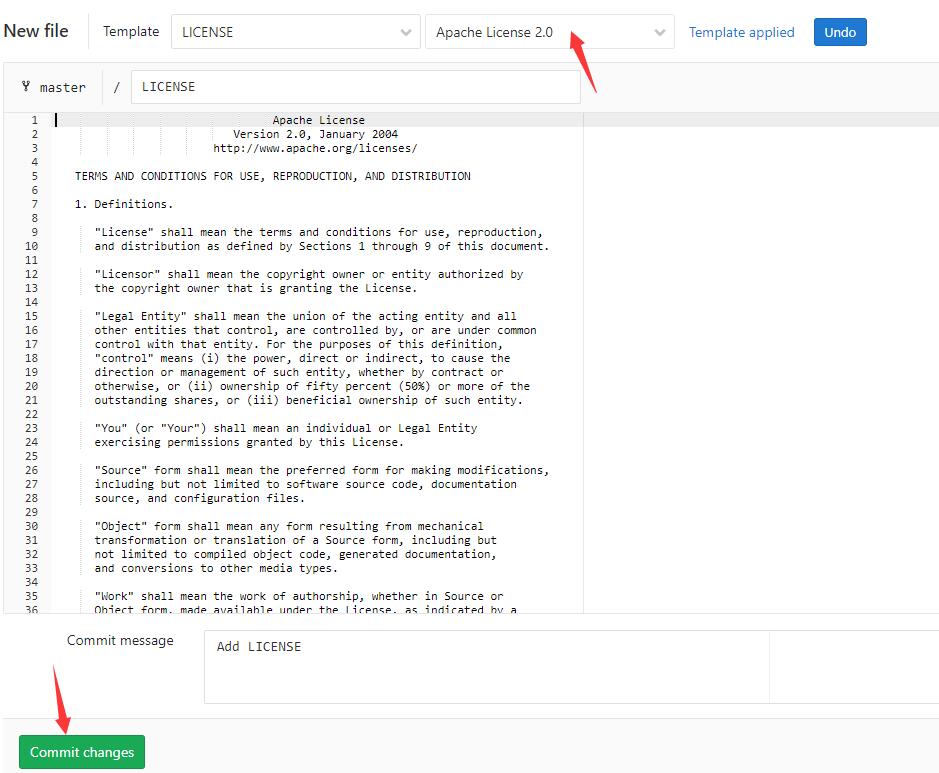 New file Template LICENSE Apache License 2.0 Template applied Undo
master / LICENSE
1 Apache License
2 Version 2.0, January 2004
3 http://www.apache.org/licenses/
4
5 TERMS AND CONDITIONS FOR USE, REPRODUCTION, AND DISTRIBUTION
6
7 1. Definitions.
8
9 "License" shall mean the terms and conditions for use, reproduction,
10 and distribution as defined by Sections 1 through 9 of this document.
11
12 "Licensor" shall mean the copyright owner or entity authorized by
13 the copyright owner that is granting the License.
14
15 "Legal Entity" shall mean the union of the acting entity and all
16 other entities that control, are controlled by, or are under common
17 control with that entity. For the purposes of this definition,
18 "control" means (i) the power, direct or indirect, to cause the
19 direction or management of such entity, whether by contract or
20 otherwise, or (ii) ownership of fifty percent (50%) or more of the
21 outstanding shares, or (iii) beneficial ownership of such entity.
22
23 "You" (or "Your") shall mean an individual or Legal Entity
24 exercising permissions granted by this License.
25
26 "Source" form shall mean the preferred form for making modifications,
27 including but not limited to software source code, documentation
28 source, and configuration files.
29
30 "Object" form shall mean any form resulting from mechanical
31 transformation or translation of a Source form, including but
32 not limited to compiled object code, generated documentation,
33 and conversions to other media types.
34
35 "Work" shall mean the work of authorship, whether in Source or
36 Object form, made available under the License, as indicated by a
Commit message Add LICENSE
Commit changes